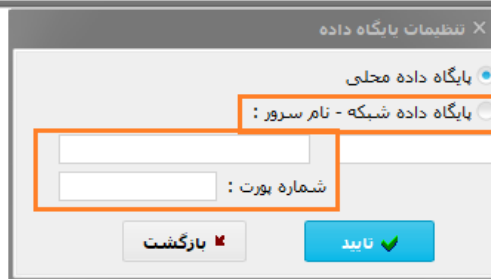 تنظیمات پایگاه داده
پایگاه داده محلی
پایگاه داده شبکه - نام سرور :
شماره پورت :
تایید
بازگشت